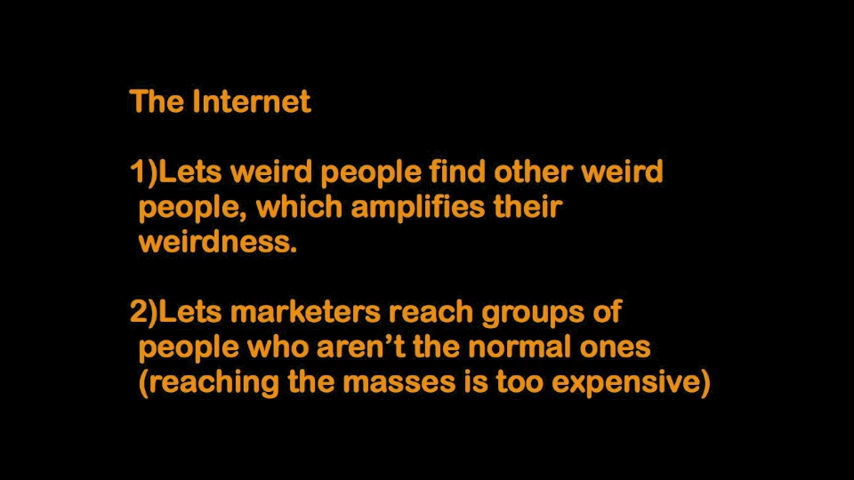 The Internet
1)Lets weird people find other weird
people, which amplifies their
weirdness.
2)Lets marketers reach groups of
people who aren’t the normal ones
(reaching the masses is too expensive)